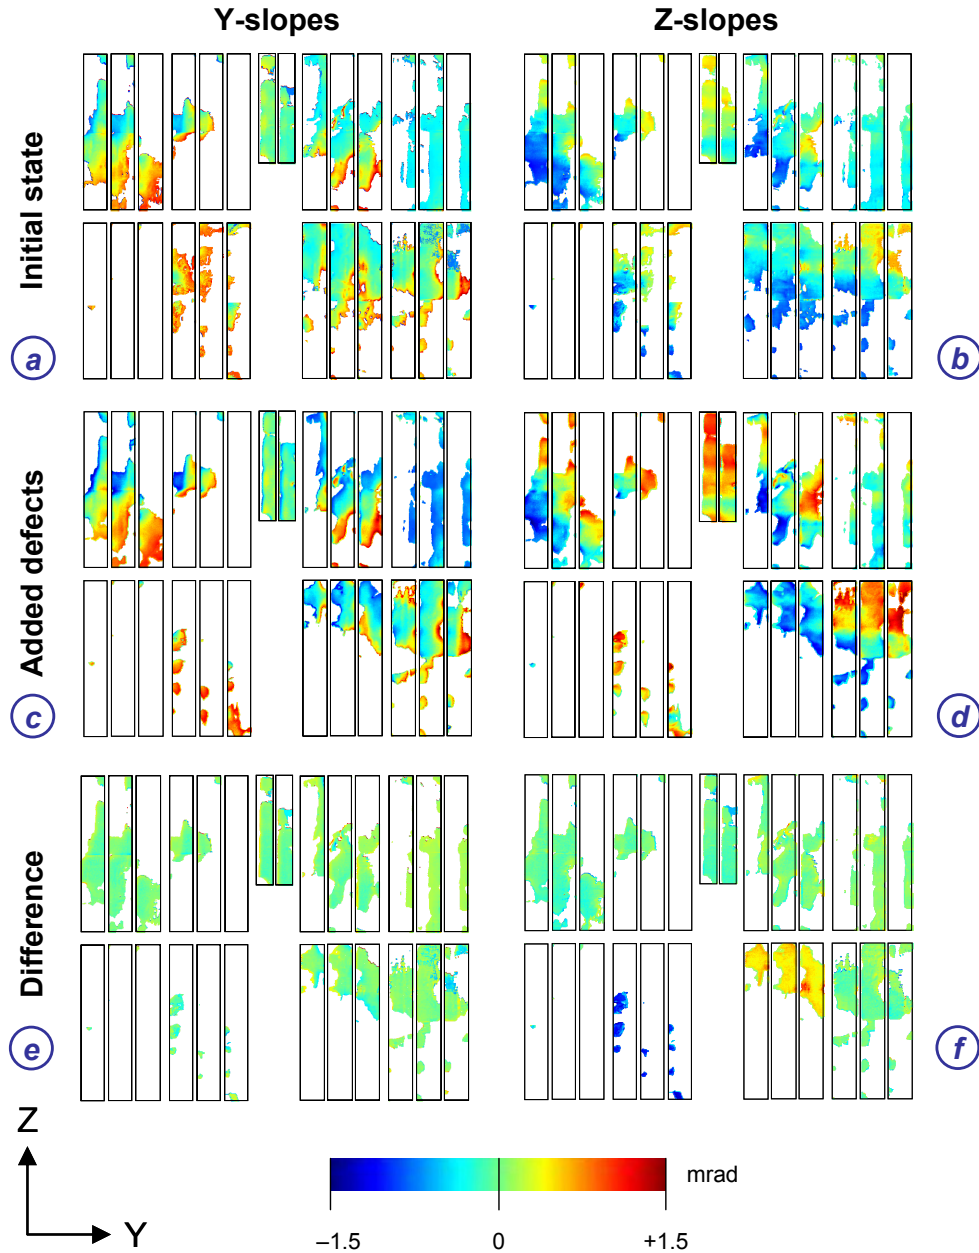 Y-slopes
Z-slopes
Initial state
a
b
Added defects
c
d
Difference
e
f
Z
Y
mrad
–1.5
0
+1.5